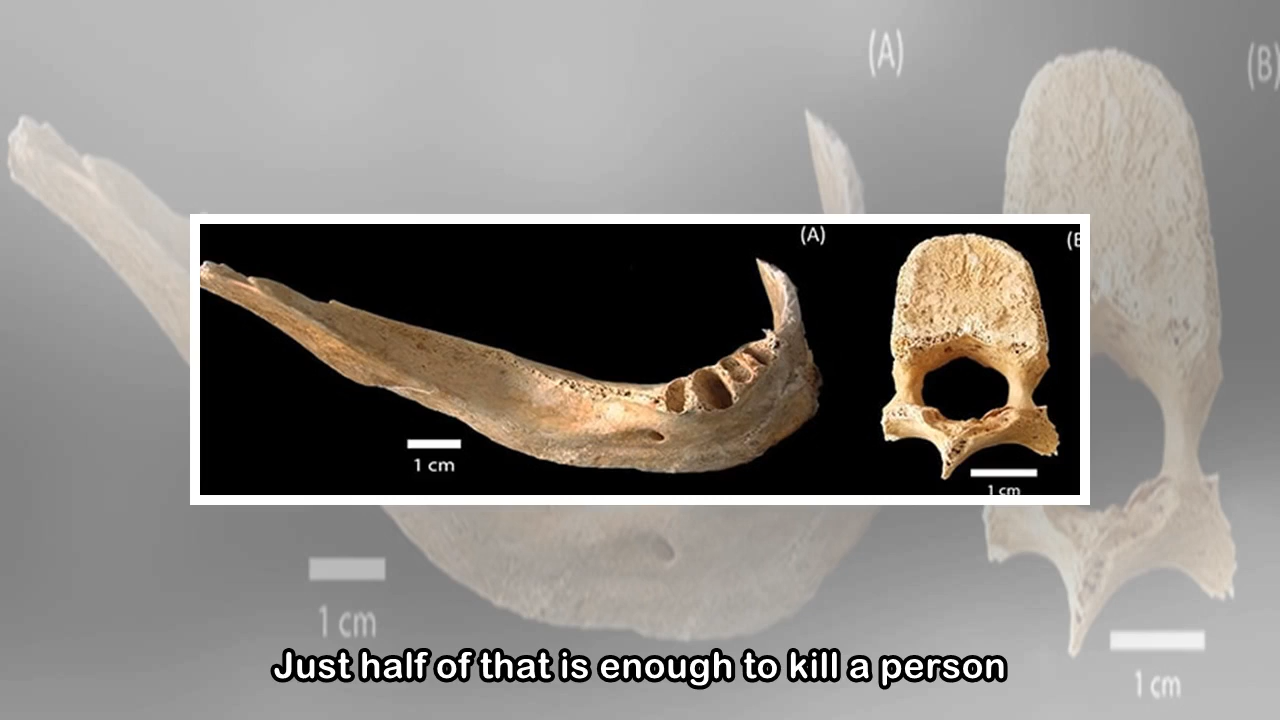 (A)
(B)
(A)
1 cm
1 cm
1 cm
Just half of that is enough to kill a person
1 cm